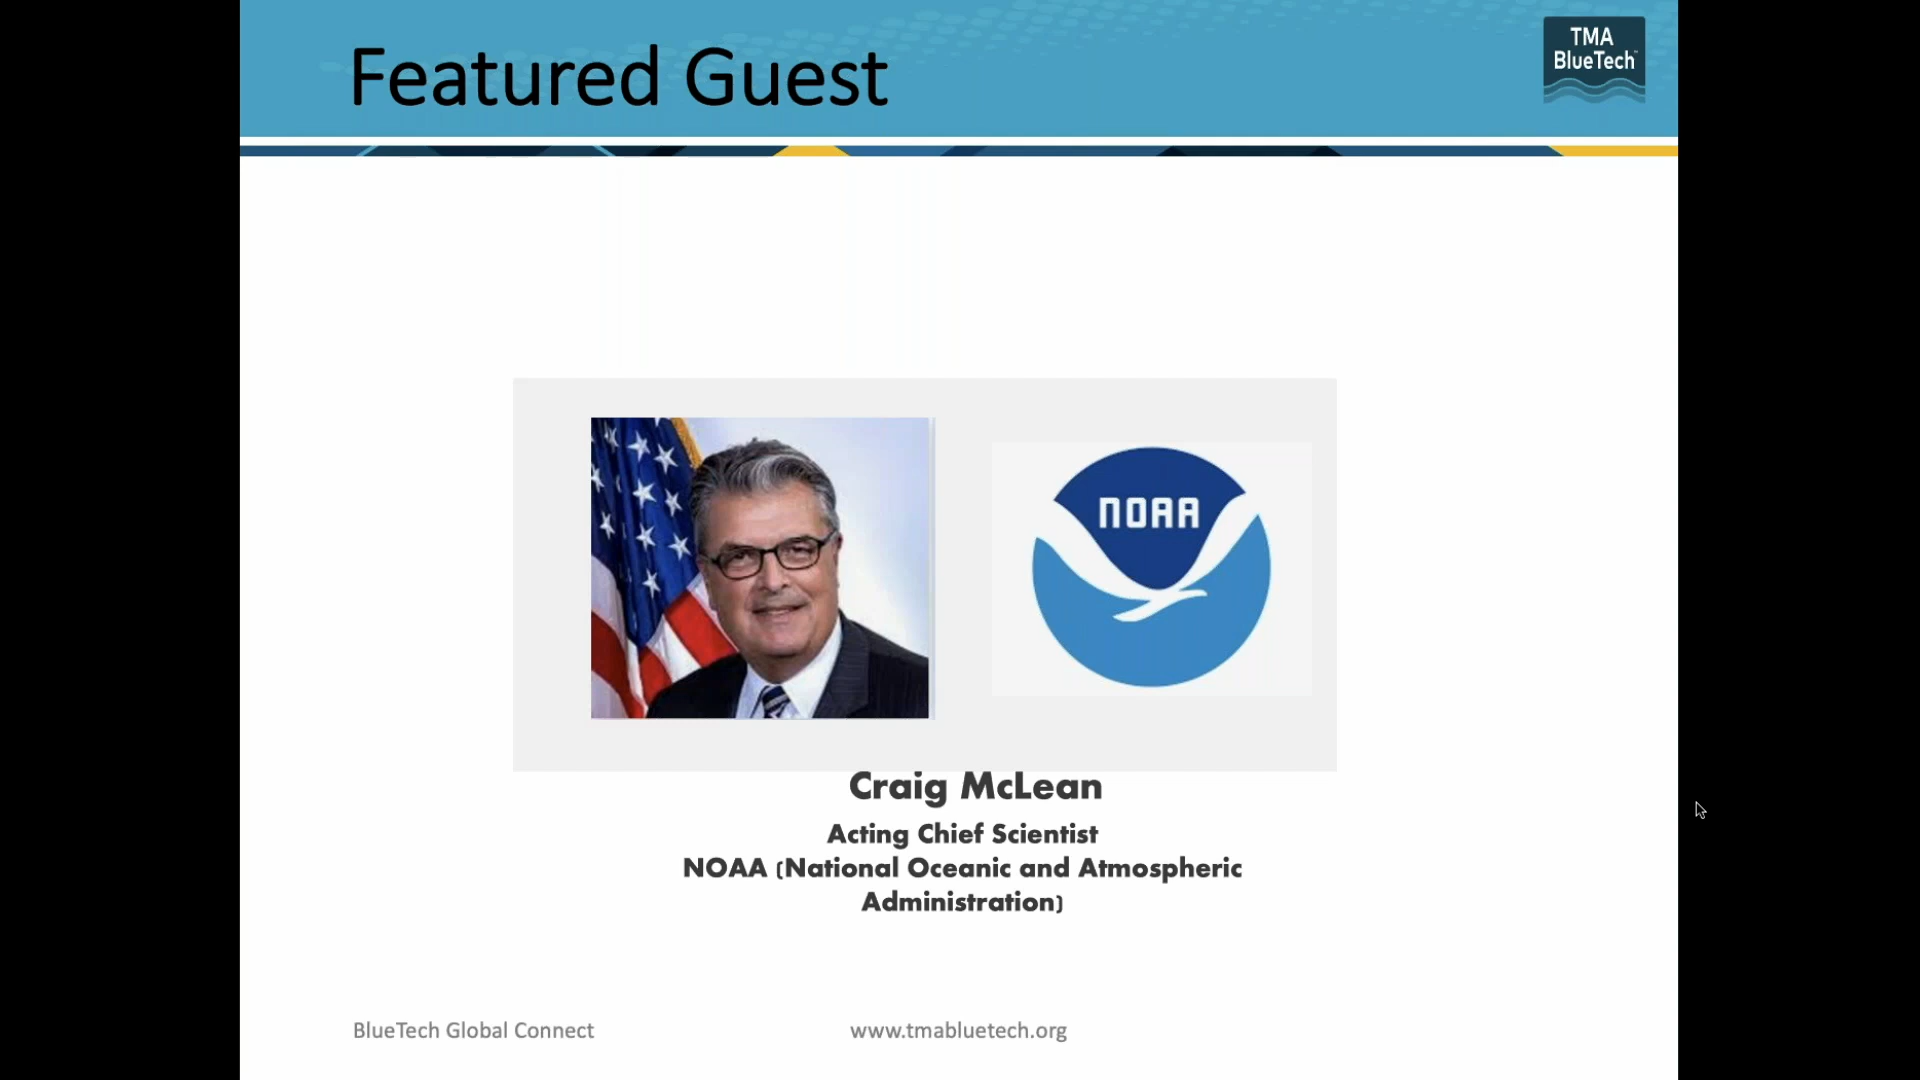 Featured Guest
TMA
BlueTech
NOAA
Craig McLean
Acting Chief Scientist
NOAA (National Oceanic and Atmospheric
Administration)
BlueTech Global Connect
www.tmabluetech.org